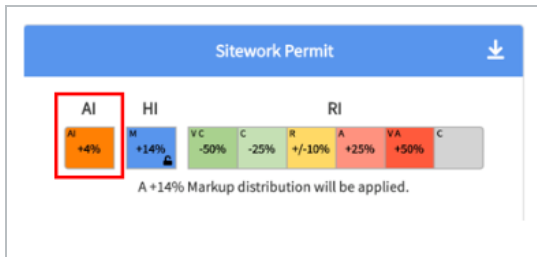 Sitework Permit
AI HI RI
AI M V C C R A V A C
+4% +14% -50% -25% +/-10% +25% +50%
A +14% Markup distribution will be applied.